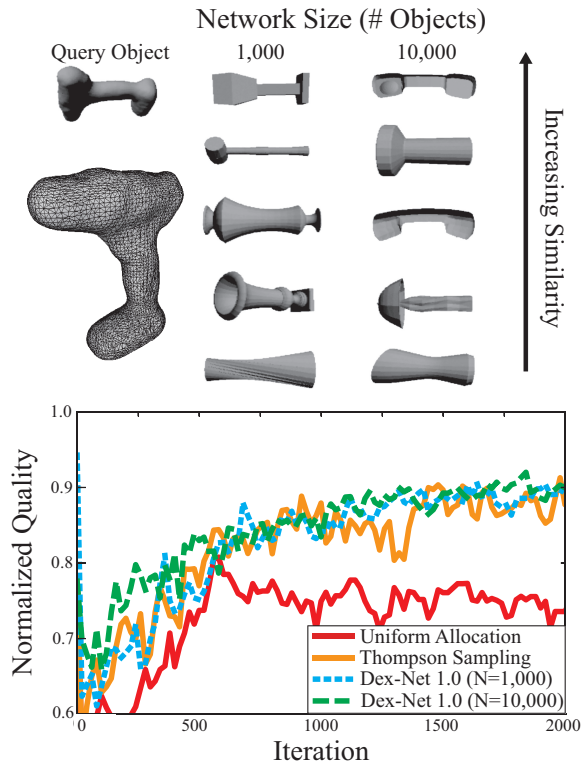 Network Size (# Objects)
Query Object
1,000
10,000
Increasing Similarity
1.0
0.9
0.8
0.7
0.6
Normalized Quality
Uniform Allocation
Thompson Sampling
Dex-Net 1.0 (N=1,000)
Dex-Net 1.0 (N=10,000)
0
500
1000
1500
2000
Iteration